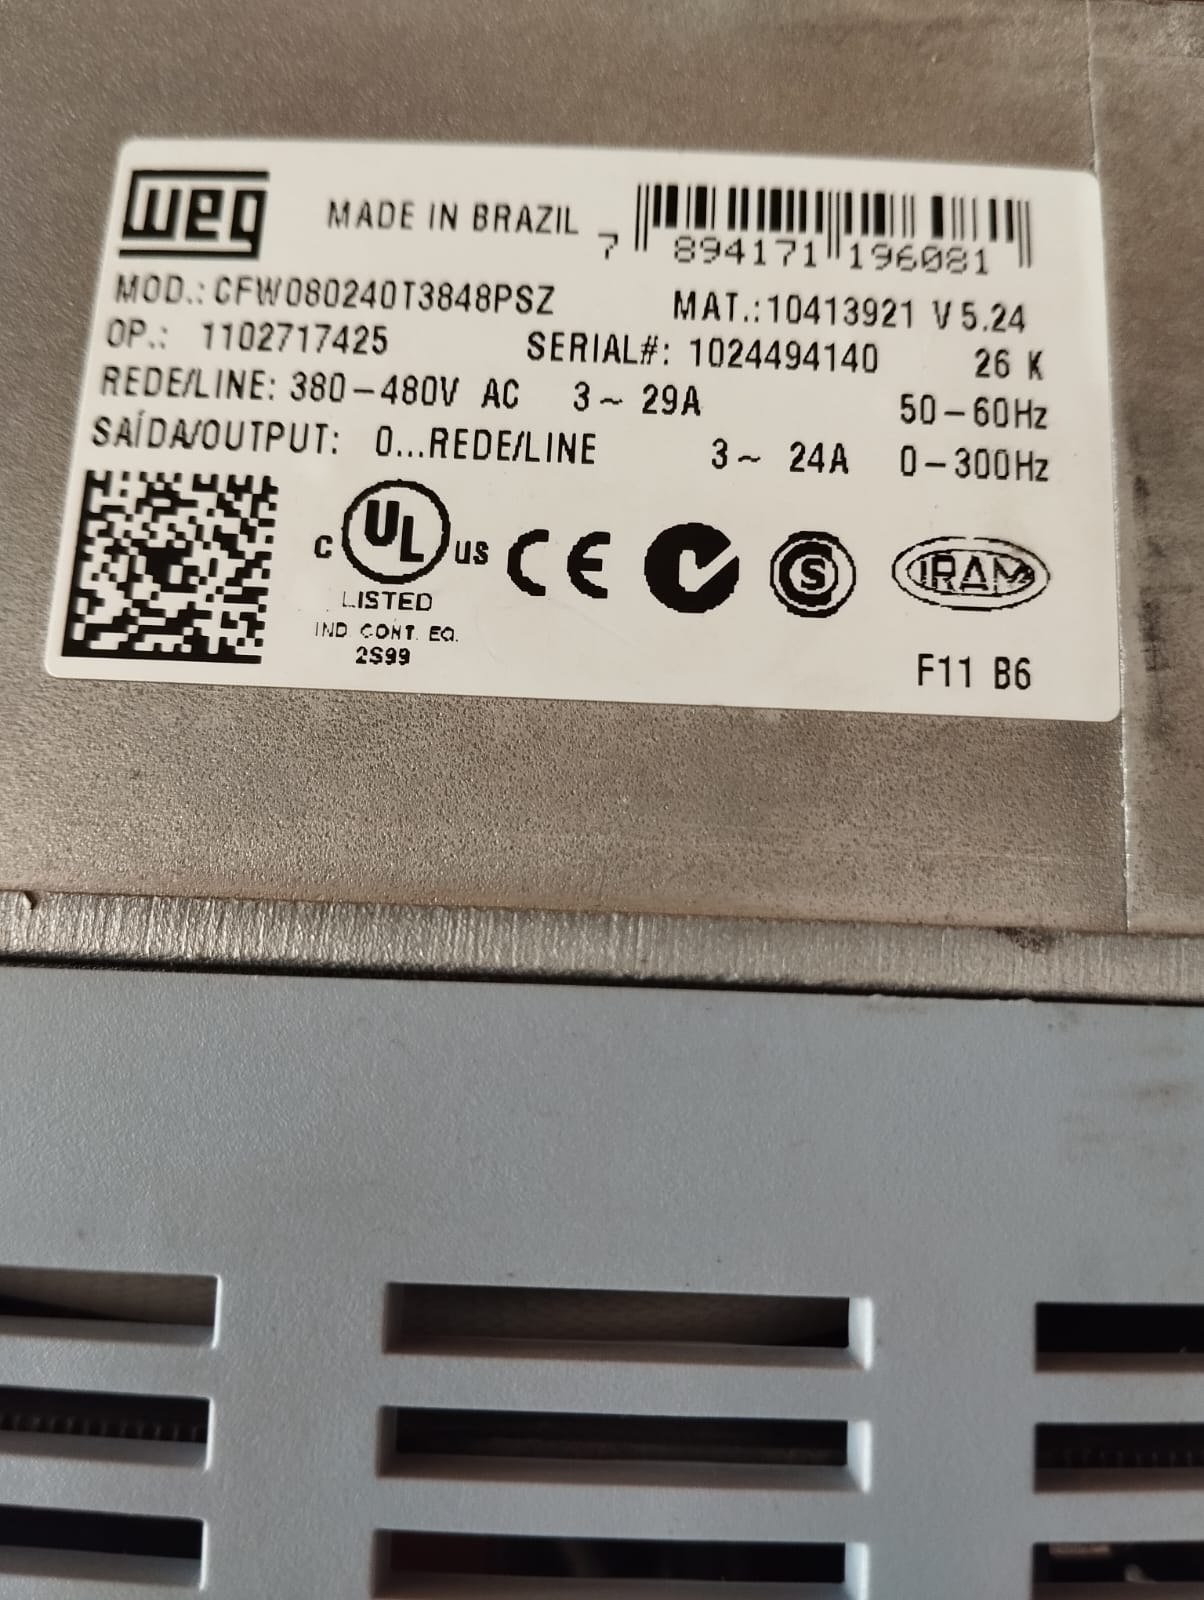 weg MADE IN BRAZIL 7 894171 196081
MOD.: CFW080240T3848PSZ MAT.:10413921 V 5.24
OP.: 1102717425 SERIAL#: 1024494140 26 K
REDE/LINE: 380-480V AC 3~ 29A 50-60Hz
SAÍDA/OUTPUT: 0...REDE/LINE 3~ 24A 0-300Hz
C UL US CE S IRAM
LISTED
IND. CONT. EQ.
2S99
F11 B6